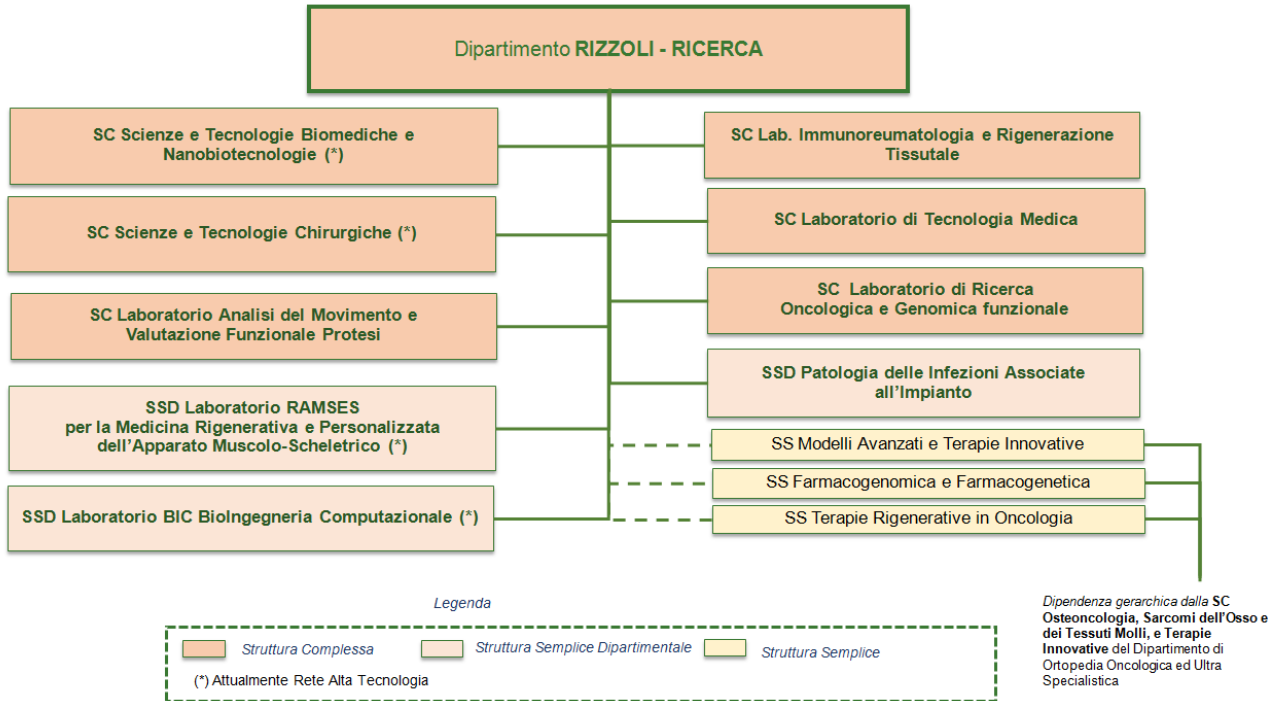 Dipartimento RIZZOLI - RICERCA
SC Scienze e Tecnologie Biomediche e
Nanobiotecnologie (*)
SC Scienze e Tecnologie Chirurgiche (*)
SC Laboratorio Analisi del Movimento e
Valutazione Funzionale Protesi
SSD Laboratorio RAMSES
per la Medicina Rigenerativa e Personalizzata
dell'Apparato Muscolo-Scheletrico (*)
SSD Laboratorio BIC BioIngegneria Computazionale (*)
SC Lab. Immunoreumatologia e Rigenerazione
Tissutale
SC Laboratorio di Tecnologia Medica
SC Laboratorio di Ricerca
Oncologica e Genomica funzionale
SSD Patologia delle Infezioni Associate
all'Impianto
SS Modelli Avanzati e Terapie Innovative
SS Farmacogenomica e Farmacogenetica
SS Terapie Rigenerative in Oncologia
Dipendenza gerarchica dalla SC
Osteoncologia, Sarcomi dell'Osso e
dei Tessuti Molli, e Terapie
Innovative del Dipartimento di
Ortopedia Oncologica ed Ultra
Specialistica
Legenda
Struttura Complessa
Struttura Semplice Dipartimentale
Struttura Semplice
(*) Attualmente Rete Alta Tecnologia